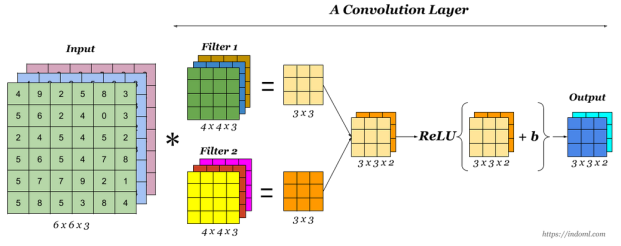 A Convolution Layer
Input
4 9 2 5 8 3
5 6 2 4 0 3
2 4 5 4 5 2
5 6 5 4 7 8
5 7 7 9 2 1
5 8 5 3 8 4
6 x 6 x 3
*
Filter 1
4 x 4 x 3
=
3 x 3
Filter 2
4 x 4 x 3
=
3 x 3
3 x 3 x 2
ReLU
3 x 3 x 2
+ b
Output
3 x 3 x 2
https://indoml.com